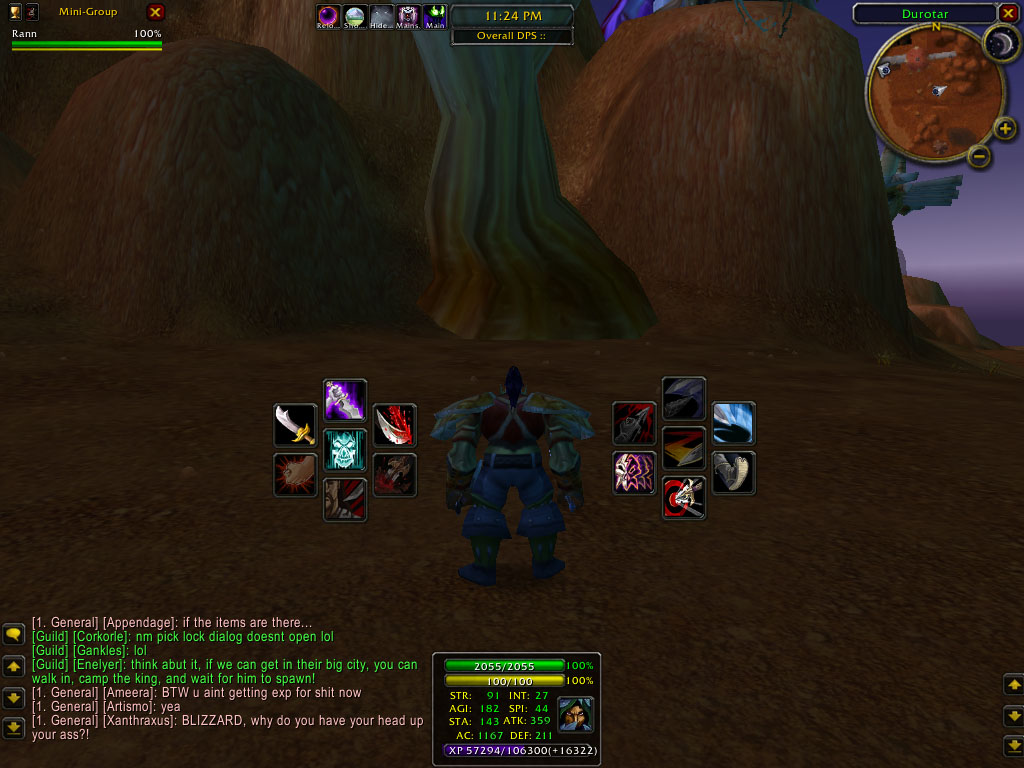 Mini-Group
Rann 100%
Relo... Sno... Hide... Mains... Main
11:24 PM
Overall DPS ::
Durotar
N
[1. General] [Appendage]: if the items are there...
[Guild] [Corkorle]: nm pick lock dialog doesnt open lol
[Guild] [Gankles]: lol
[Guild] [Enelyer]: think abut it, if we can get in their big city, you can
walk in, camp the king, and wait for him to spawn!
[1. General] [Ameera]: BTW u aint getting exp for shit now
[1. General] [Artismo]: yea
[1. General] [Xanthraxus]: BLIZZARD, why do you have your head up
your ass?!
2055/2055 100%
100/100 100%
STR: 91 INT: 27
AGI: 182 SPI: 44
STA: 143 ATK: 359
AC: 1167 DEF: 211
XP 57294/106300(+16322)